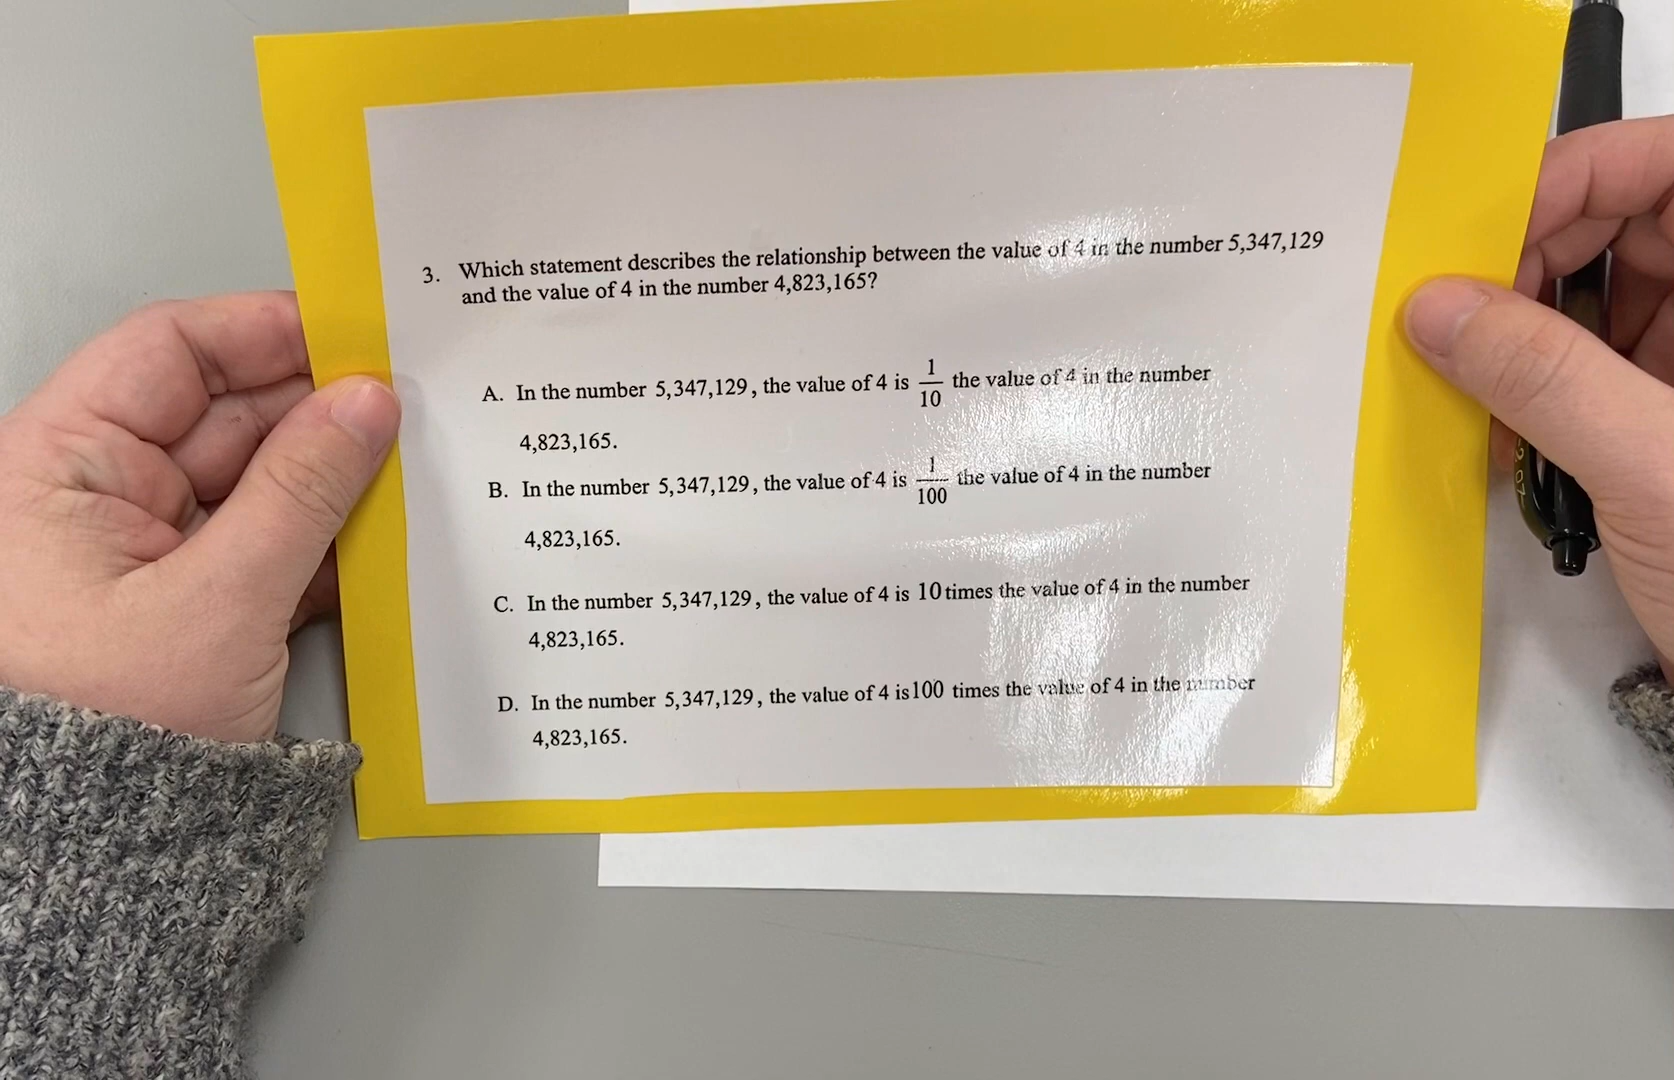 3. Which statement describes the relationship between the value of 4 in the number 5,347,129
and the value of 4 in the number 4,823,165?
A. In the number 5,347,129, the value of 4 is 1/10 the value of 4 in the number
4,823,165.
B. In the number 5,347,129, the value of 4 is 1/100 the value of 4 in the number
4,823,165.
C. In the number 5,347,129, the value of 4 is 10 times the value of 4 in the number
4,823,165.
D. In the number 5,347,129, the value of 4 is 100 times the value of 4 in the number
4,823,165.